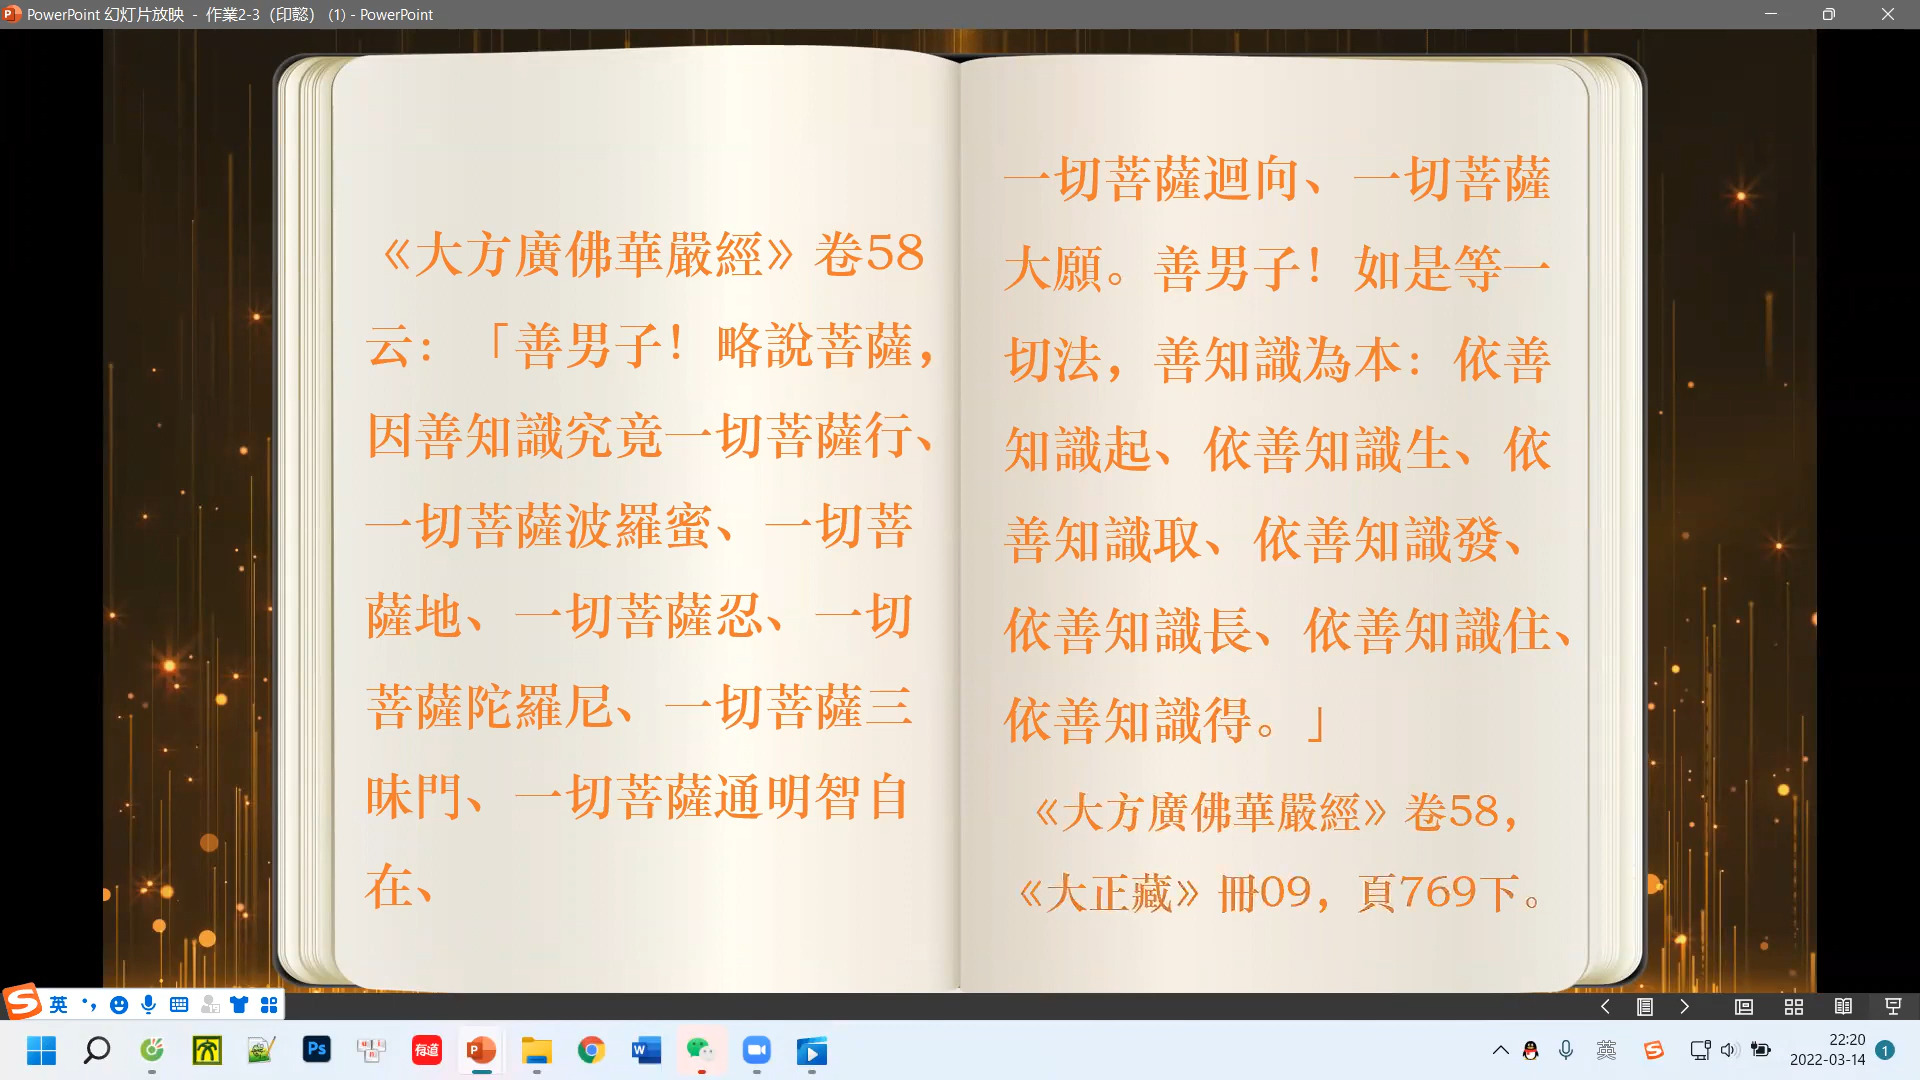 PowerPoint 幻灯片放映 - 作業2-3（印懿） (1) - PowerPoint
《大方廣佛華嚴經》卷58
云：「善男子！略說菩薩，
因善知識究竟一切菩薩行、
一切菩薩波羅蜜、一切菩
薩地、一切菩薩忍、一切
菩薩陀羅尼、一切菩薩三
昧門、一切菩薩通明智自
在、
一切菩薩迴向、一切菩薩
大願。善男子！如是等一
切法，善知識為本：依善
知識起、依善知識生、依
善知識取、依善知識發、
依善知識長、依善知識住、
依善知識得。」
《大方廣佛華嚴經》卷58，
《大正藏》冊09，頁769下。
英
Ps
有道
英
22:20
2022-03-14
1